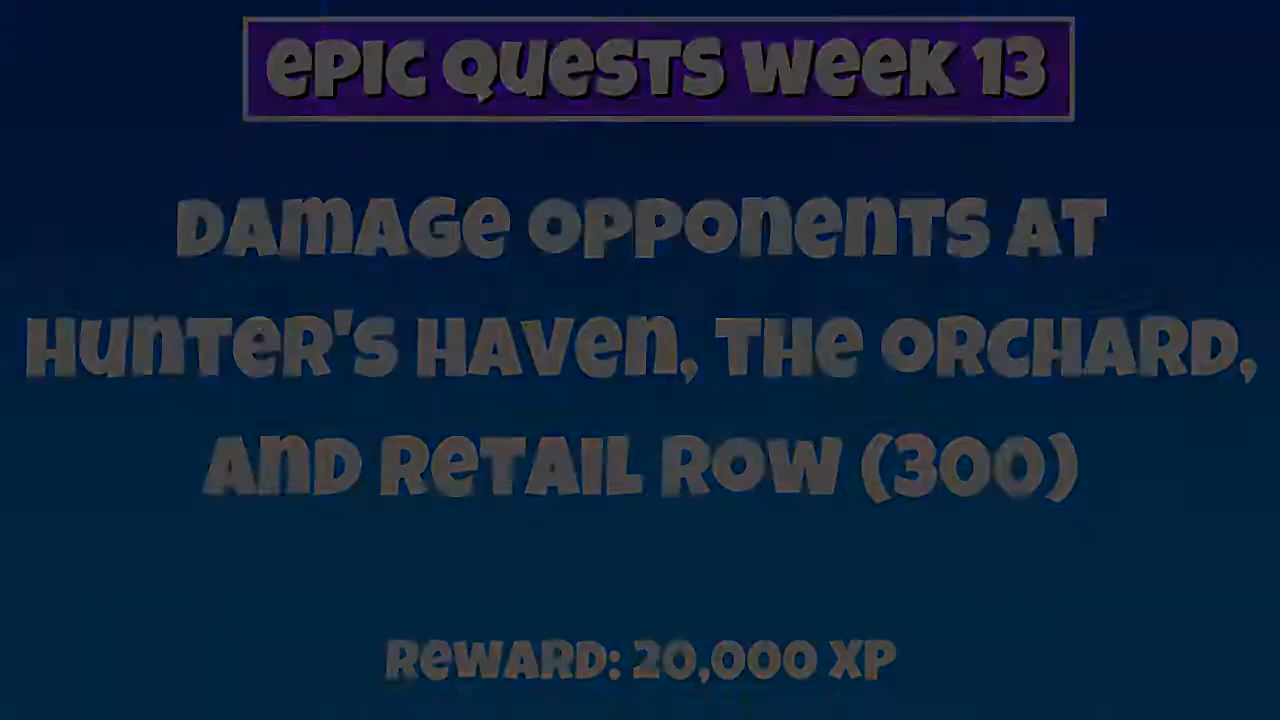 EPIC QUESTS WEEK 13
DAMAGE OPPONENTS AT
HUNTER'S HAVEN, THE ORCHARD,
AND RETAIL ROW (300)
REWARD: 20,000 XP